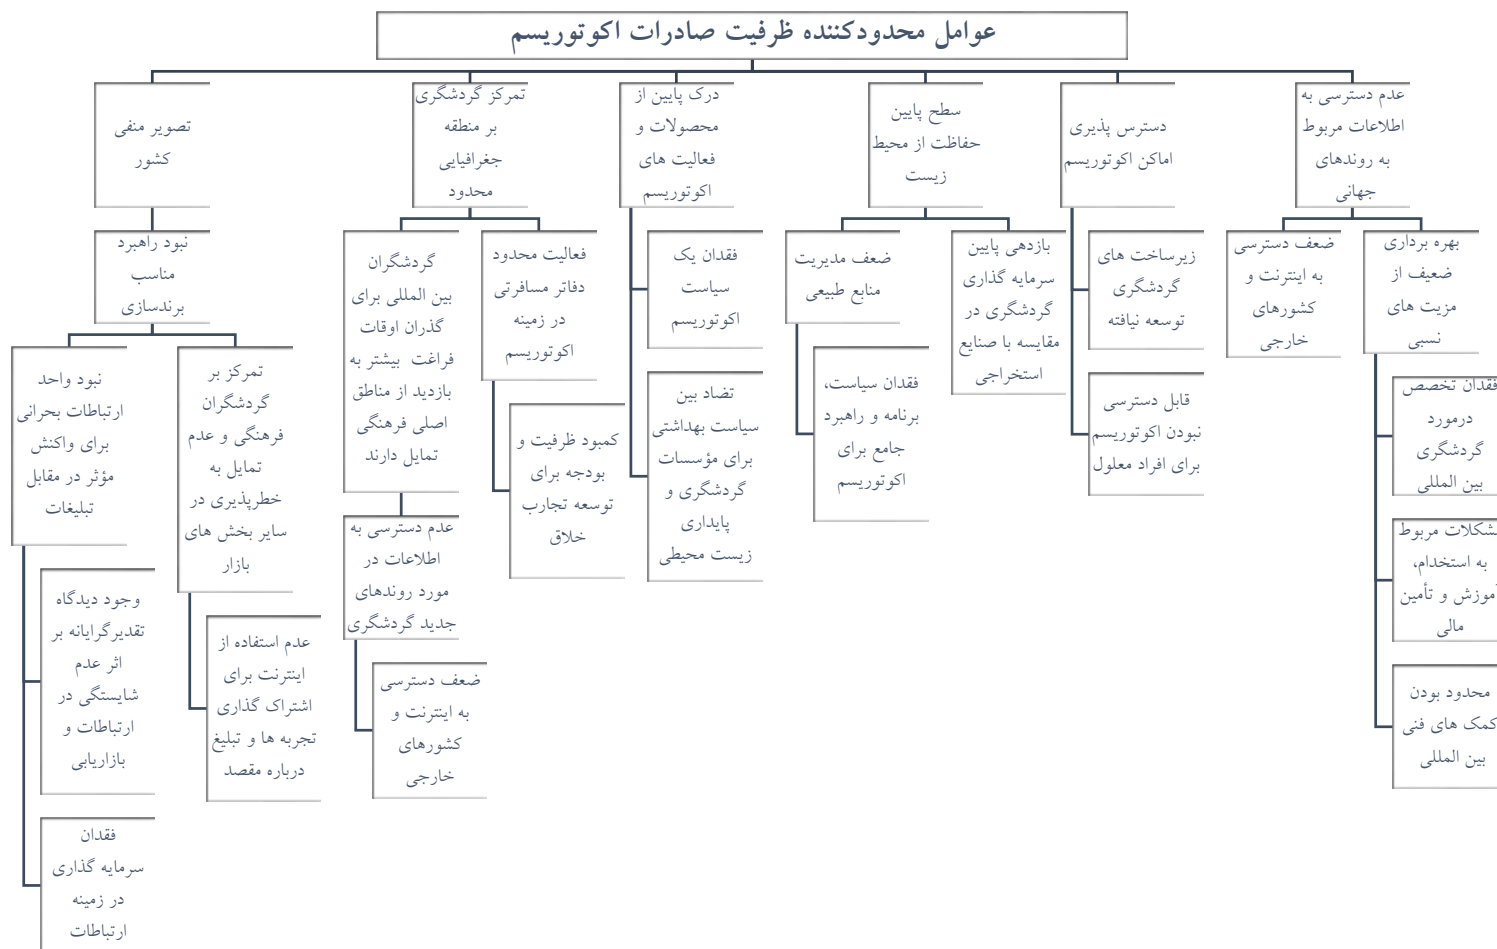 عوامل محدودکننده ظرفیت صادرات اکوتوریسم
عدم دسترسی به
اطلاعات مربوط
به روندهای
جهانی
بهره برداری
ضعیف از
مزیت های
نسبی
فقدان تخصص
درمورد
گردشگری
بین المللی
مشکلات مربوط
به استخدام،
آموزش و تأمین
مالی
محدود بودن
کمک های فنی
بین المللی
ضعف دسترسی
به اینترنت و
کشورهای
خارجی
دسترس پذیری
اماکن اکوتوریسم
زیرساخت های
گردشگری
توسعه نیافته
قابل دسترسی
نبودن اکوتوریسم
برای افراد معلول
سطح پایین
حفاظت از محیط
زیست
بازدهی پایین
سرمایه گذاری
گردشگری در
مقایسه با صنایع
استخراجی
ضعف مدیریت
منابع طبیعی
فقدان سیاست،
برنامه و راهبرد
جامع برای
اکوتوریسم
درک پایین از
محصولات و
فعالیت های
اکوتوریسم
فقدان یک
سیاست
اکوتوریسم
تضاد بین
سیاست بهداشتی
برای مؤسسات
گردشگری و
پایداری
زیست محیطی
تمرکز گردشگری
بر منطقه
جغرافیایی
محدود
فعالیت محدود
دفاتر مسافرتی
در زمینه
اکوتوریسم
کمبود ظرفیت و
بودجه برای
توسعه تجارب
خلاق
گردشگران
بین المللی برای
گذران اوقات
فراغت بیشتر به
بازدید از مناطق
اصلی فرهنگی
تمایل دارند
عدم دسترسی به
اطلاعات در
مورد روندهای
جدید گردشگری
ضعف دسترسی
به اینترنت و
کشورهای
خارجی
تصویر منفی
کشور
نبود راهبرد
مناسب
برندسازی
تمرکز بر
گردشگران
فرهنگی و عدم
تمایل به
خطرپذیری در
سایر بخش های
بازار
عدم استفاده از
اینترنت برای
اشتراک گذاری
تجربه ها و تبلیغ
درباره مقصد
نبود واحد
ارتباطات بحرانی
برای واکنش
مؤثر در مقابل
تبلیغات
وجود دیدگاه
تقدیرگرایانه بر
اثر عدم
شایستگی در
ارتباطات و
بازاریابی
فقدان
سرمایه گذاری
در زمینه
ارتباطات